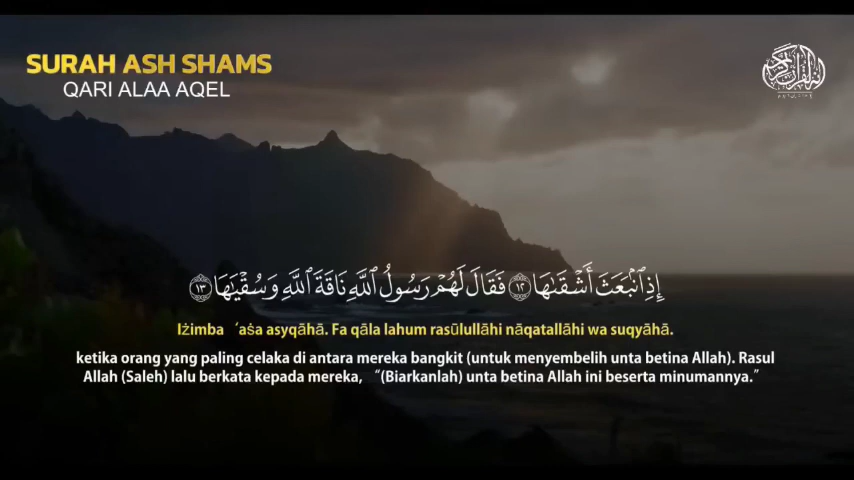 SURAH ASH SHAMS
QARI ALAA AQEL
القرآن الكريم
إِذِ ٱنۢبَعَثَ أَشْقَىٰهَا ١٢ فَقَالَ لَهُمْ رَسُولُ ٱللَّهِ نَاقَةَ ٱللَّهِ وَسُقْيَـٰهَا ١٣
Iżimba‘aṡa asyqāhā. Fa qāla lahum rasūlullāhi nāqatallāhi wa suqyāhā.
ketika orang yang paling celaka di antara mereka bangkit (untuk menyembelih unta betina Allah). Rasul
Allah (Saleh) lalu berkata kepada mereka, “(Biarkanlah) unta betina Allah ini beserta minumannya.”